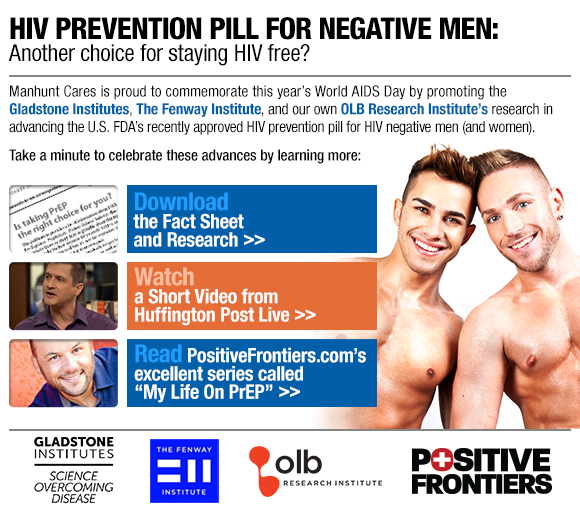 HIV PREVENTION PILL FOR NEGATIVE MEN:
Another choice for staying HIV free?
Manhunt Cares is proud to commemorate this year's World AIDS Day by promoting the
Gladstone Institutes, The Fenway Institute, and our own OLB Research Institute's research in
advancing the U.S. FDA's recently approved HIV prevention pill for HIV negative men (and women).
Take a minute to celebrate these advances by learning more:
Is taking PrEP
the right choice for you?
Download
the Fact Sheet
and Research >>
Watch
a Short Video from
Huffington Post Live >>
Read PositiveFrontiers.com's
excellent series called
“My Life On PrEP” >>
GLADSTONE
INSTITUTES
SCIENCE
OVERCOMING
DISEASE
THE FENWAY
INSTITUTE
olb
RESEARCH INSTITUTE
POSITIVE
FRONTIERS